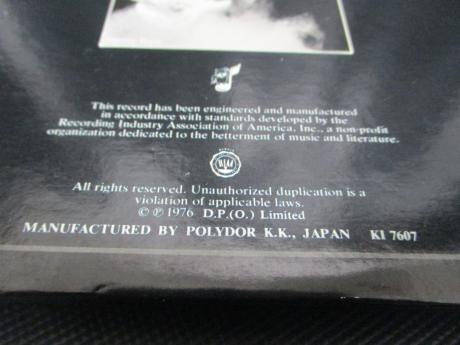 This record has been engineered and manufactured
in accordance with standards developed by the
Recording Industry Association of America, Inc., a non-profit
organization dedicated to the betterment of music and literature.
All rights reserved. Unauthorized duplication is a
violation of applicable laws.
© ℗ 1976 D.P.(O.) Limited
MANUFACTURED BY POLYDOR K.K., JAPAN KI 7607